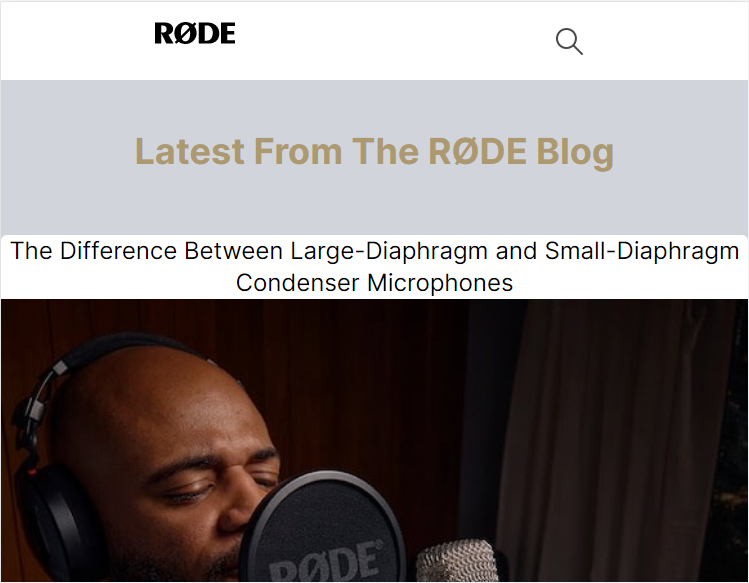 RØDE
Latest From The RØDE Blog
The Difference Between Large-Diaphragm and Small-Diaphragm
Condenser Microphones
RØDE®